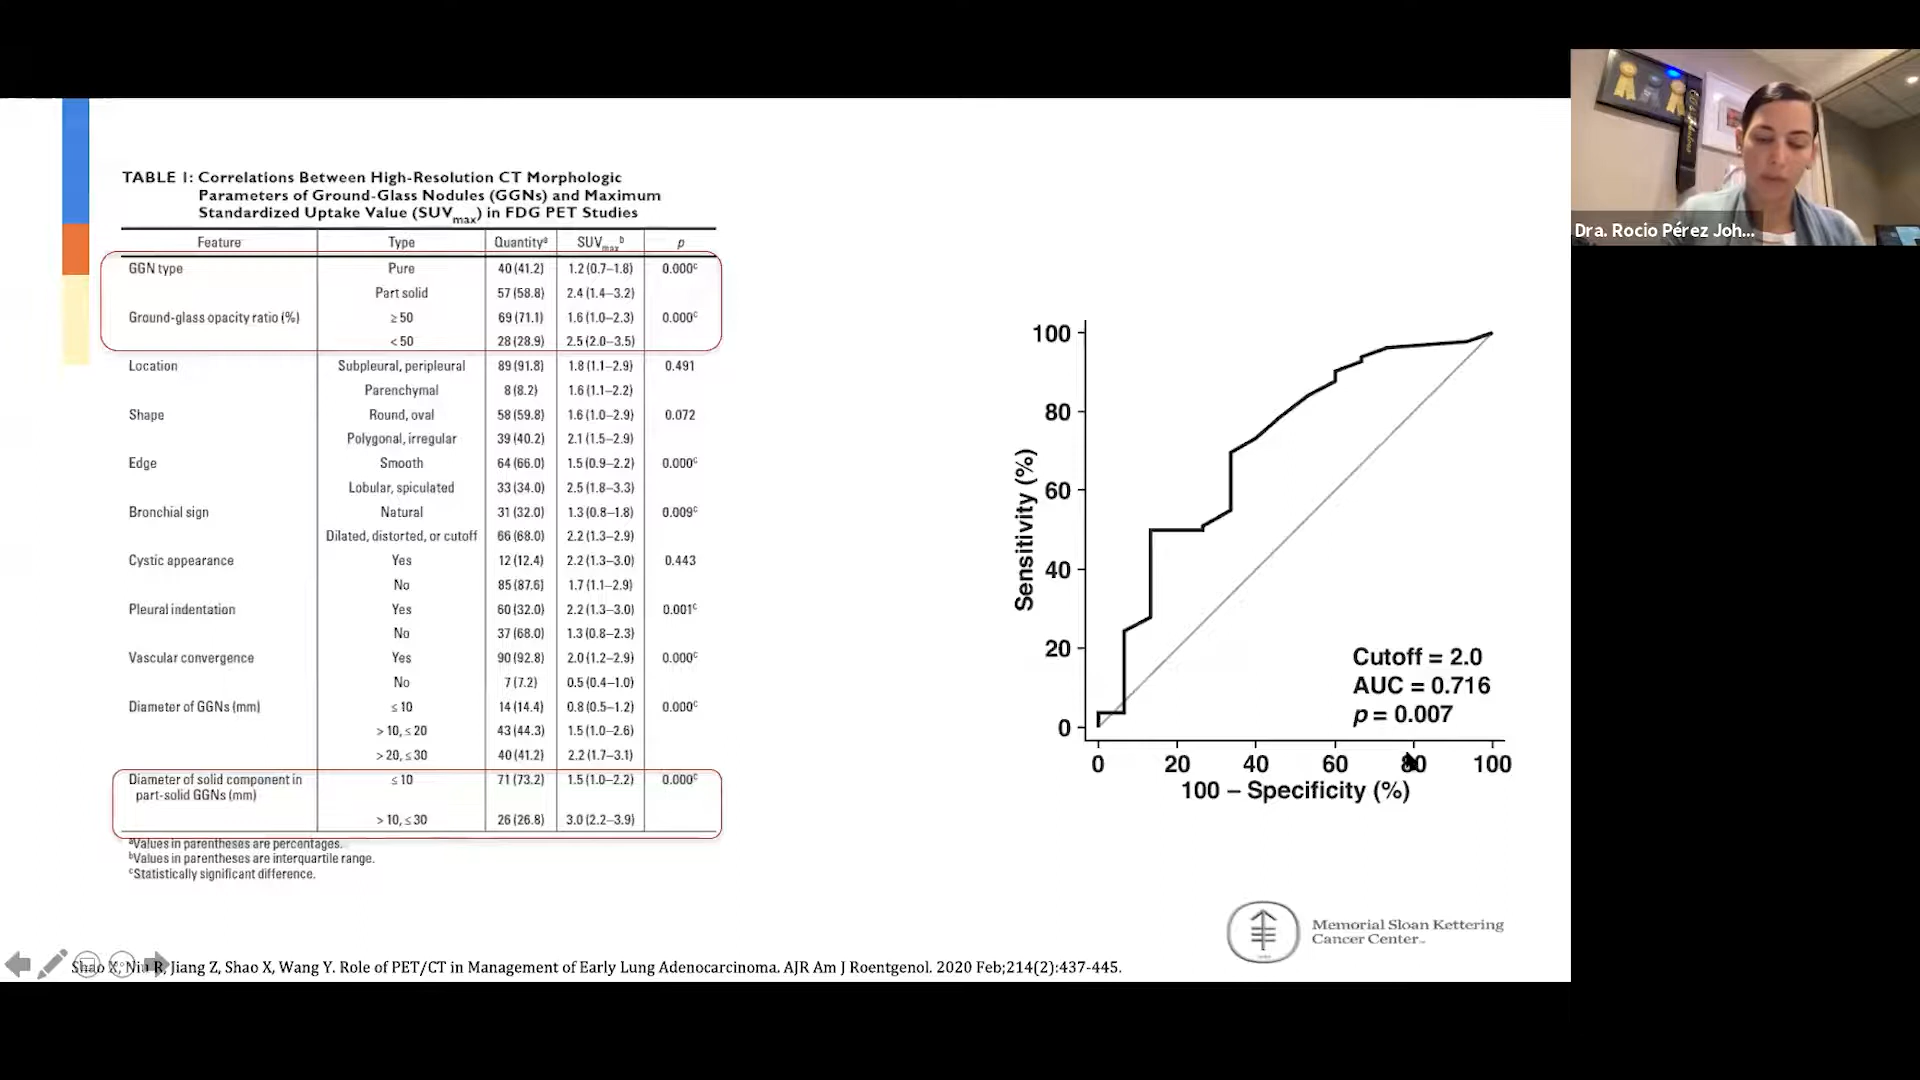 TABLE 1: Correlations Between High-Resolution CT Morphologic
Parameters of Ground-Glass Nodules (GGNs) and Maximum
Standardized Uptake Value (SUVmax) in FDG PET Studies
Feature Type Quantityᵃ SUVmaxᵇ p
GGN type Pure 40 (41.2) 1.2 (0.7–1.8) 0.000ᶜ
Part solid 57 (58.8) 2.4 (1.4–3.2)
Ground-glass opacity ratio (%) ≥ 50 69 (71.1) 1.6 (1.0–2.3) 0.000ᶜ
< 50 28 (28.9) 2.5 (2.0–3.5)
Location Subpleural, peripleural 89 (91.8) 1.8 (1.1–2.9) 0.491
Parenchymal 8 (8.2) 1.6 (1.1–2.2)
Shape Round, oval 58 (59.8) 1.6 (1.0–2.9) 0.072
Polygonal, irregular 39 (40.2) 2.1 (1.5–2.9)
Edge Smooth 64 (66.0) 1.5 (0.9–2.2) 0.000ᶜ
Lobular, spiculated 33 (34.0) 2.5 (1.8–3.3)
Bronchial sign Natural 31 (32.0) 1.3 (0.8–1.8) 0.009ᶜ
Dilated, distorted, or cutoff 66 (68.0) 2.2 (1.3–2.9)
Cystic appearance Yes 12 (12.4) 2.2 (1.3–3.0) 0.443
No 85 (87.6) 1.7 (1.1–2.9)
Pleural indentation Yes 60 (32.0) 2.2 (1.3–3.0) 0.001ᶜ
No 37 (68.0) 1.3 (0.8–2.3)
Vascular convergence Yes 90 (92.8) 2.0 (1.2–2.9) 0.000ᶜ
No 7 (7.2) 0.5 (0.4–1.0)
Diameter of GGNs (mm) ≤ 10 14 (14.4) 0.8 (0.5–1.2) 0.000ᶜ
> 10, ≤ 20 43 (44.3) 1.5 (1.0–2.6)
> 20, ≤ 30 40 (41.2) 2.2 (1.7–3.1)
Diameter of solid component in ≤ 10 71 (73.2) 1.5 (1.0–2.2) 0.000ᶜ
part-solid GGNs (mm)
> 10, ≤ 30 26 (26.8) 3.0 (2.2–3.9)
ᵃValues in parentheses are percentages.
ᵇValues in parentheses are interquartile range.
ᶜStatistically significant difference.
Sensitivity (%)
100
80
60
40
20
0
Cutoff = 2.0
AUC = 0.716
p = 0.007
0 20 40 60 80 100
100 – Specificity (%)
Memorial Sloan Kettering
Cancer Center
Shao X, Niu R, Jiang Z, Shao X, Wang Y. Role of PET/CT in Management of Early Lung Adenocarcinoma. AJR Am J Roentgenol. 2020 Feb;214(2):437-445.
Dra. Rocio Pérez Joh...